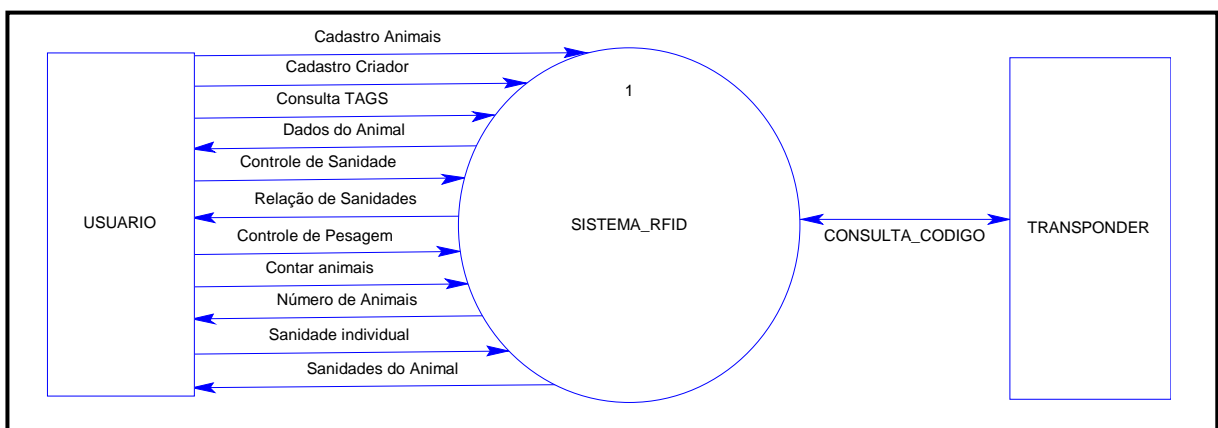 Cadastro Animais
Cadastro Criador
1
Consulta TAGS
Dados do Animal
Controle de Sanidade
Relação de Sanidades
USUARIO
SISTEMA_RFID
TRANSPONDER
CONSULTA_CODIGO
Controle de Pesagem
Contar animais
Número de Animais
Sanidade individual
Sanidades do Animal